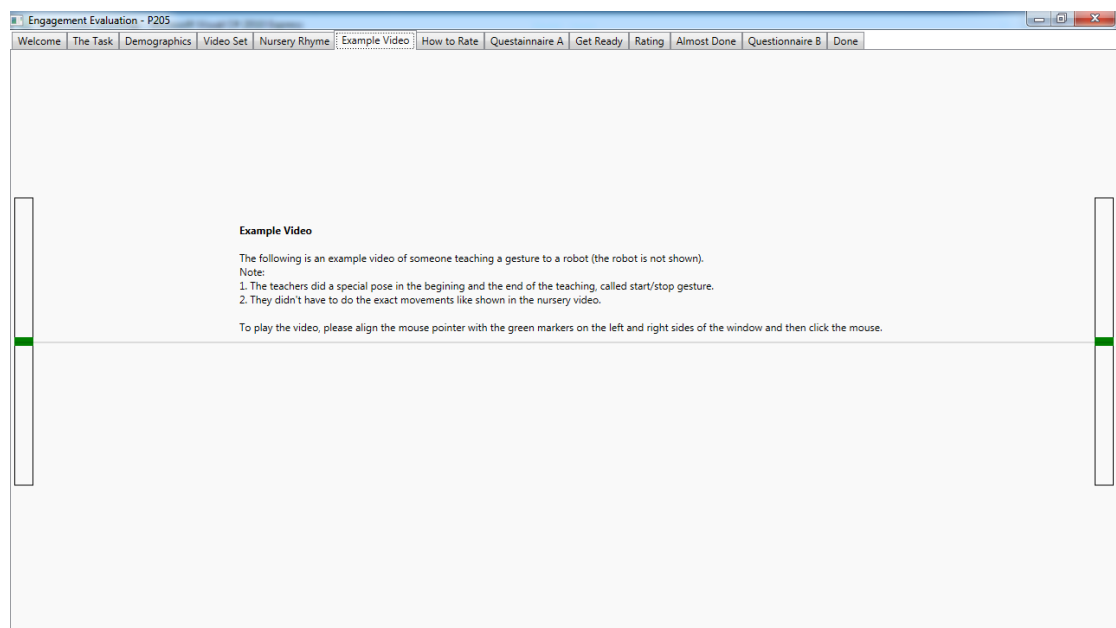 Engagement Evaluation - P205
Welcome The Task Demographics Video Set Nursery Rhyme Example Video How to Rate Questainnaire A Get Ready Rating Almost Done Questionnaire B Done
Example Video
The following is an example video of someone teaching a gesture to a robot (the robot is not shown).
Note:
1. The teachers did a special pose in the begining and the end of the teaching, called start/stop gesture.
2. They didn't have to do the exact movements like shown in the nursery video.
To play the video, please align the mouse pointer with the green markers on the left and right sides of the window and then click the mouse.